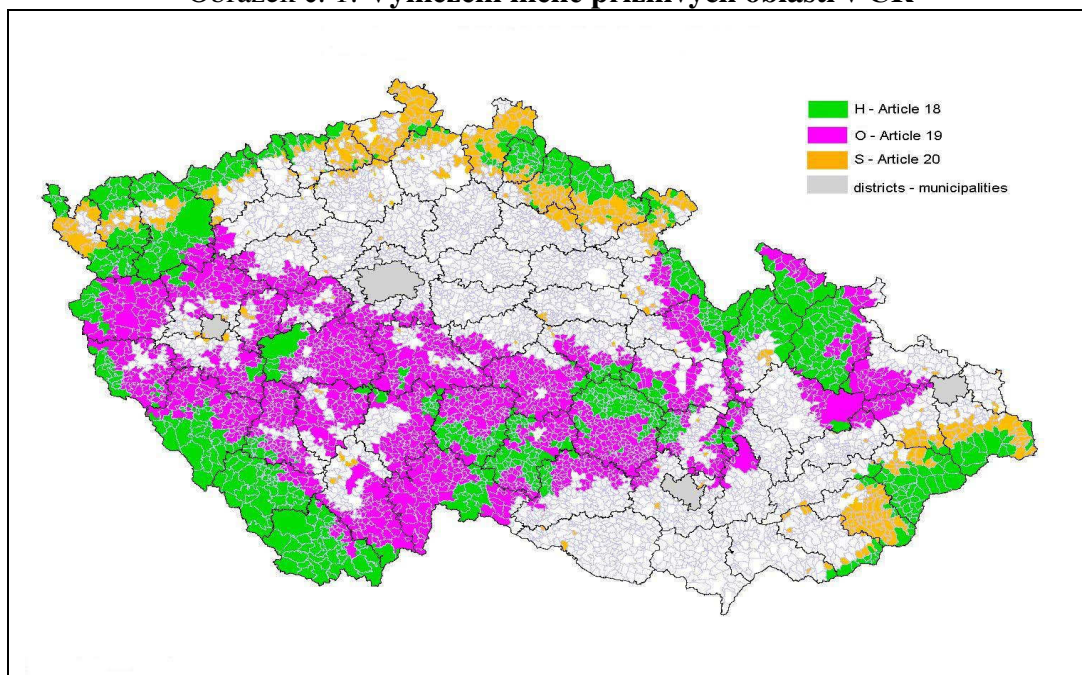 Obrázek č. 1: Vymezení méně příznivých oblastí v ČR
H - Article 18
O - Article 19
S - Article 20
districts - municipalities